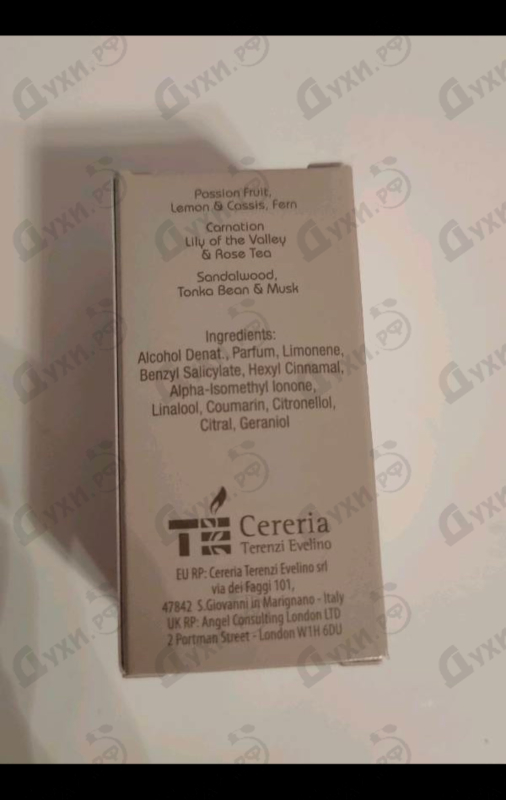 Passion Fruit,
Lemon & Cassis, Fern
Carnation
Lily of the Valley
& Rose Tea
Sandalwood,
Tonka Bean & Musk
Ingredients:
Alcohol Denat., Parfum, Limonene,
Benzyl Salicylate, Hexyl Cinnamal,
Alpha-Isomethyl Ionone,
Linalool, Coumarin, Citronellol,
Citral, Geraniol
TE Cereria
Terenzi Evelino
EU RP: Cereria Terenzi Evelino srl
via dei Faggi 101,
47842 S.Giovanni in Marignano - Italy
UK RP: Angel Consulting London LTD
2 Portman Street - London W1H 6DU
Духи.РФ